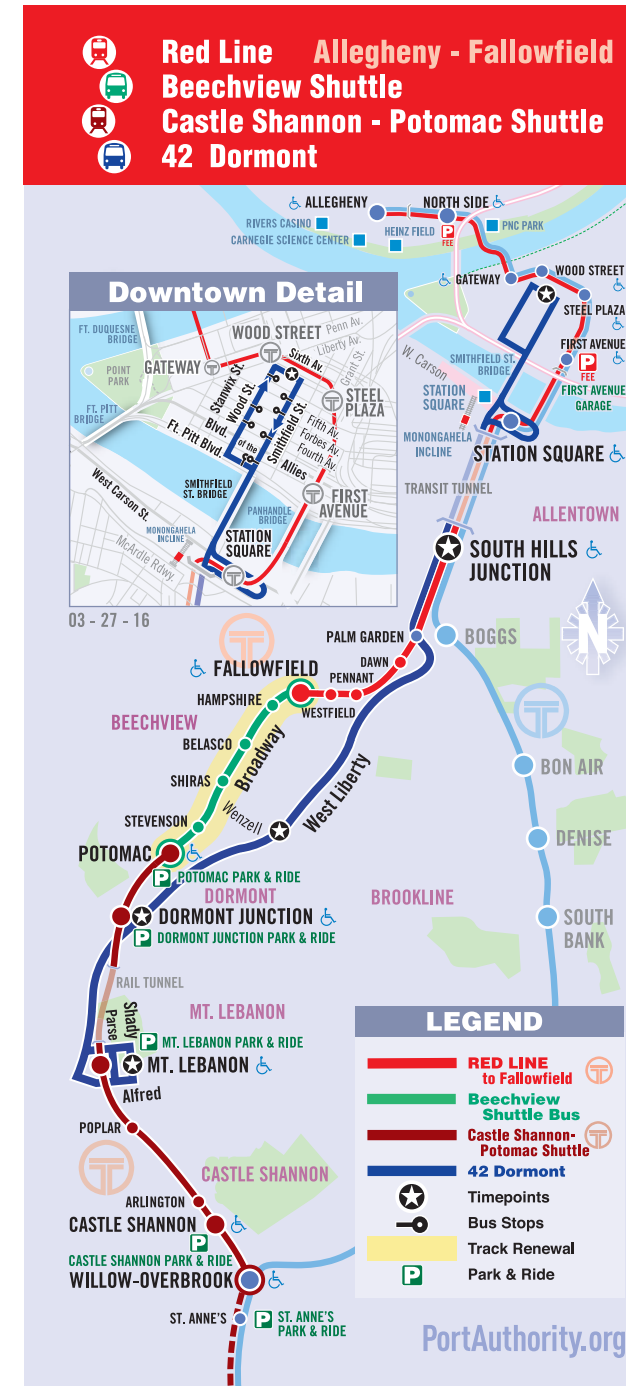 Red Line Allegheny - Fallowfield
Beechview Shuttle
Castle Shannon - Potomac Shuttle
42 Dormont
ALLEGHENY
NORTH SIDE
RIVERS CASINO
CARNEGIE SCIENCE CENTER
HEINZ FIELD
P
FEE
PNC PARK
GATEWAY
WOOD STREET
STEEL PLAZA
FIRST AVENUE
P
FEE
FIRST AVENUE
GARAGE
W. Carson
SMITHFIELD ST.
BRIDGE
STATION
SQUARE
MONONGAHELA
INCLINE
STATION SQUARE
TRANSIT TUNNEL
ALLENTOWN
SOUTH HILLS
JUNCTION
Downtown Detail
FT. DUQUESNE
BRIDGE
WOOD STREET
Penn Av.
Liberty Av.
Sixth Av.
Grant St.
GATEWAY
POINT
PARK
Stanwix St.
Wood St.
Smithfield St.
STEEL
PLAZA
FT. PITT
BRIDGE
Ft. Pitt Blvd.
Blvd.
of the
Allies
Fifth Av.
Forbes Av.
Fourth Av.
SMITHFIELD
ST. BRIDGE
West Carson St.
FIRST
AVENUE
PANHANDLE
BRIDGE
MONONGAHELA
INCLINE
STATION
SQUARE
McArdle Rdwy.
03 - 27 - 16
N
PALM GARDEN
BOGGS
DAWN
PENNANT
WESTFIELD
FALLOWFIELD
HAMPSHIRE
BEECHVIEW
BELASCO
Broadway
SHIRAS
STEVENSON
Wenzell
West Liberty
BON AIR
DENISE
SOUTH
BANK
POTOMAC
P POTOMAC PARK & RIDE
DORMONT
BROOKLINE
DORMONT JUNCTION
P DORMONT JUNCTION PARK & RIDE
RAIL TUNNEL
MT. LEBANON
Shady
Parse
P MT. LEBANON PARK & RIDE
MT. LEBANON
Alfred
POPLAR
CASTLE SHANNON
ARLINGTON
CASTLE SHANNON
P
CASTLE SHANNON PARK & RIDE
WILLOW-OVERBROOK
ST. ANNE'S
P ST. ANNE'S
PARK & RIDE
LEGEND
RED LINE
to Fallowfield
Beechview
Shuttle Bus
Castle Shannon-
Potomac Shuttle
42 Dormont
Timepoints
Bus Stops
Track Renewal
P Park & Ride
PortAuthority.org